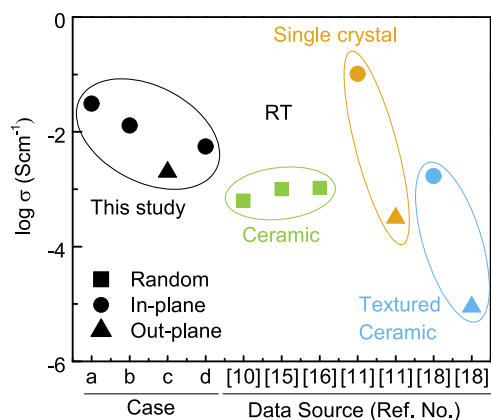 0
Single crystal
RT
-2
log σ (Scm⁻¹)
This study
Ceramic
-4
Random
In-plane
Out-plane
Textured
Ceramic
-6
a b c d [10] [15] [16] [11] [11] [18] [18]
Case Data Source (Ref. No.)